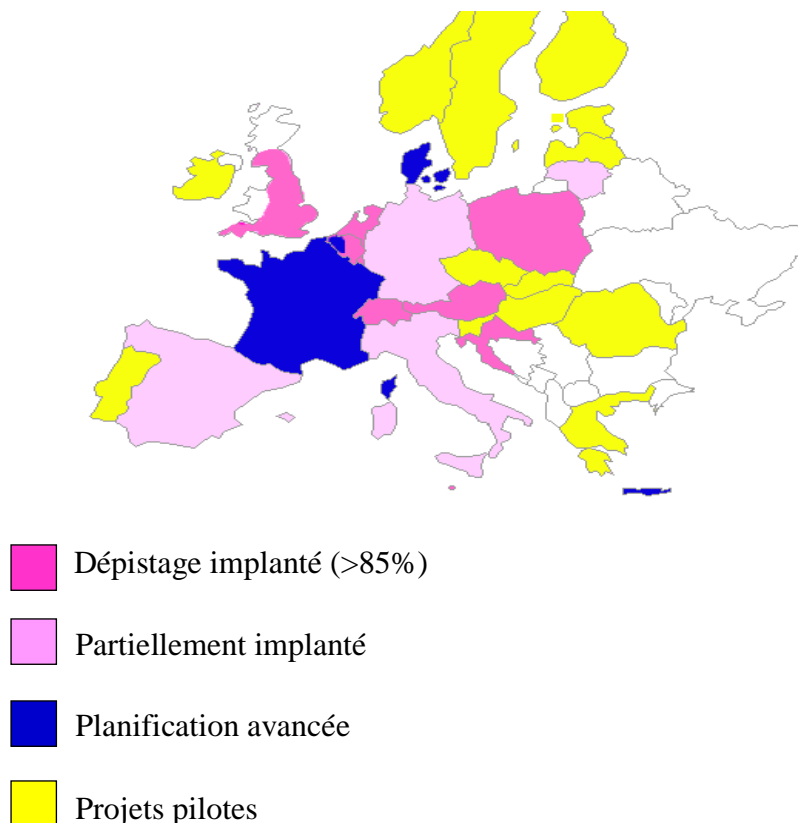 Dépistage implanté (>85%)
Partiellement implanté
Planification avancée
Projets pilotes